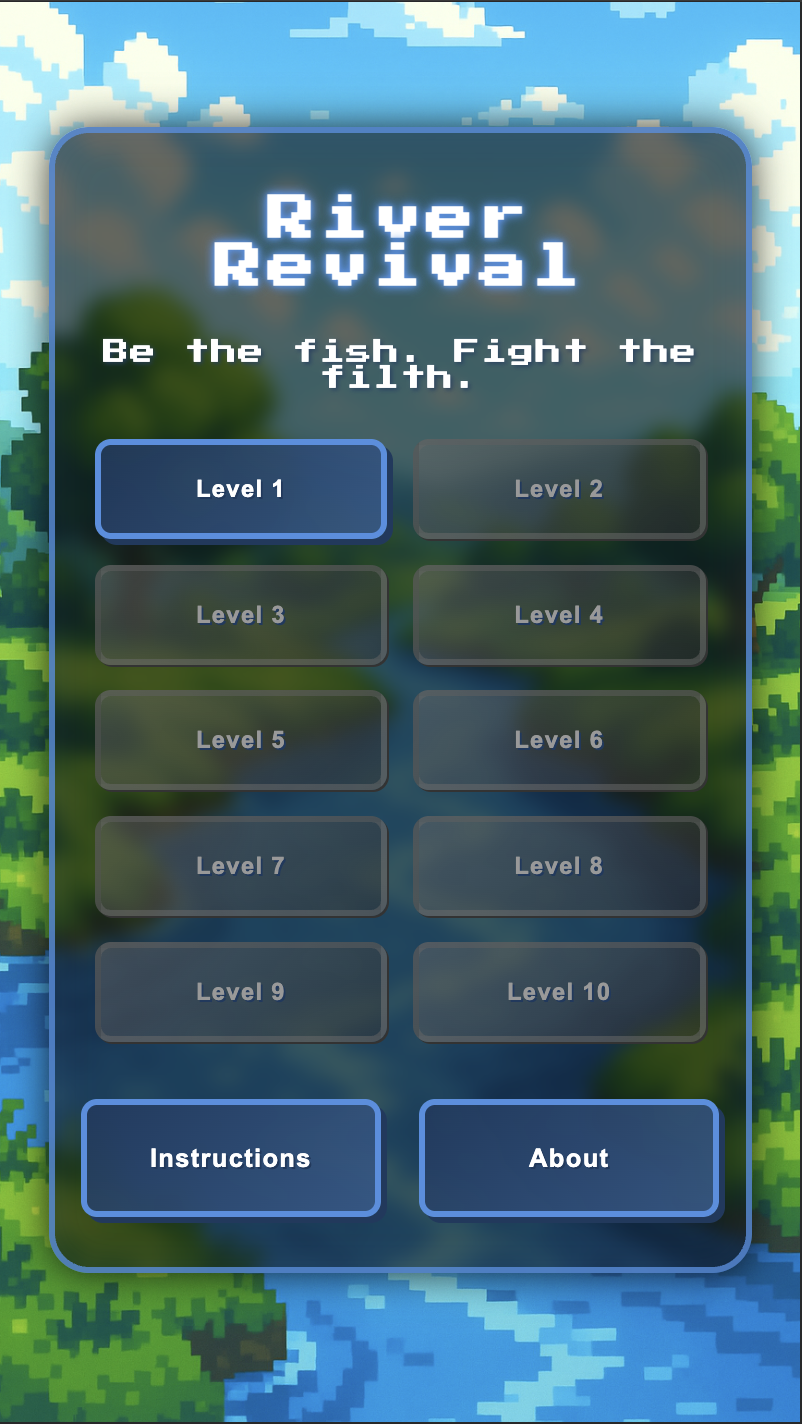 River
Revival
Be the fish. Fight the
filth.
Level 1
Level 2
Level 3
Level 4
Level 5
Level 6
Level 7
Level 8
Level 9
Level 10
Instructions
About